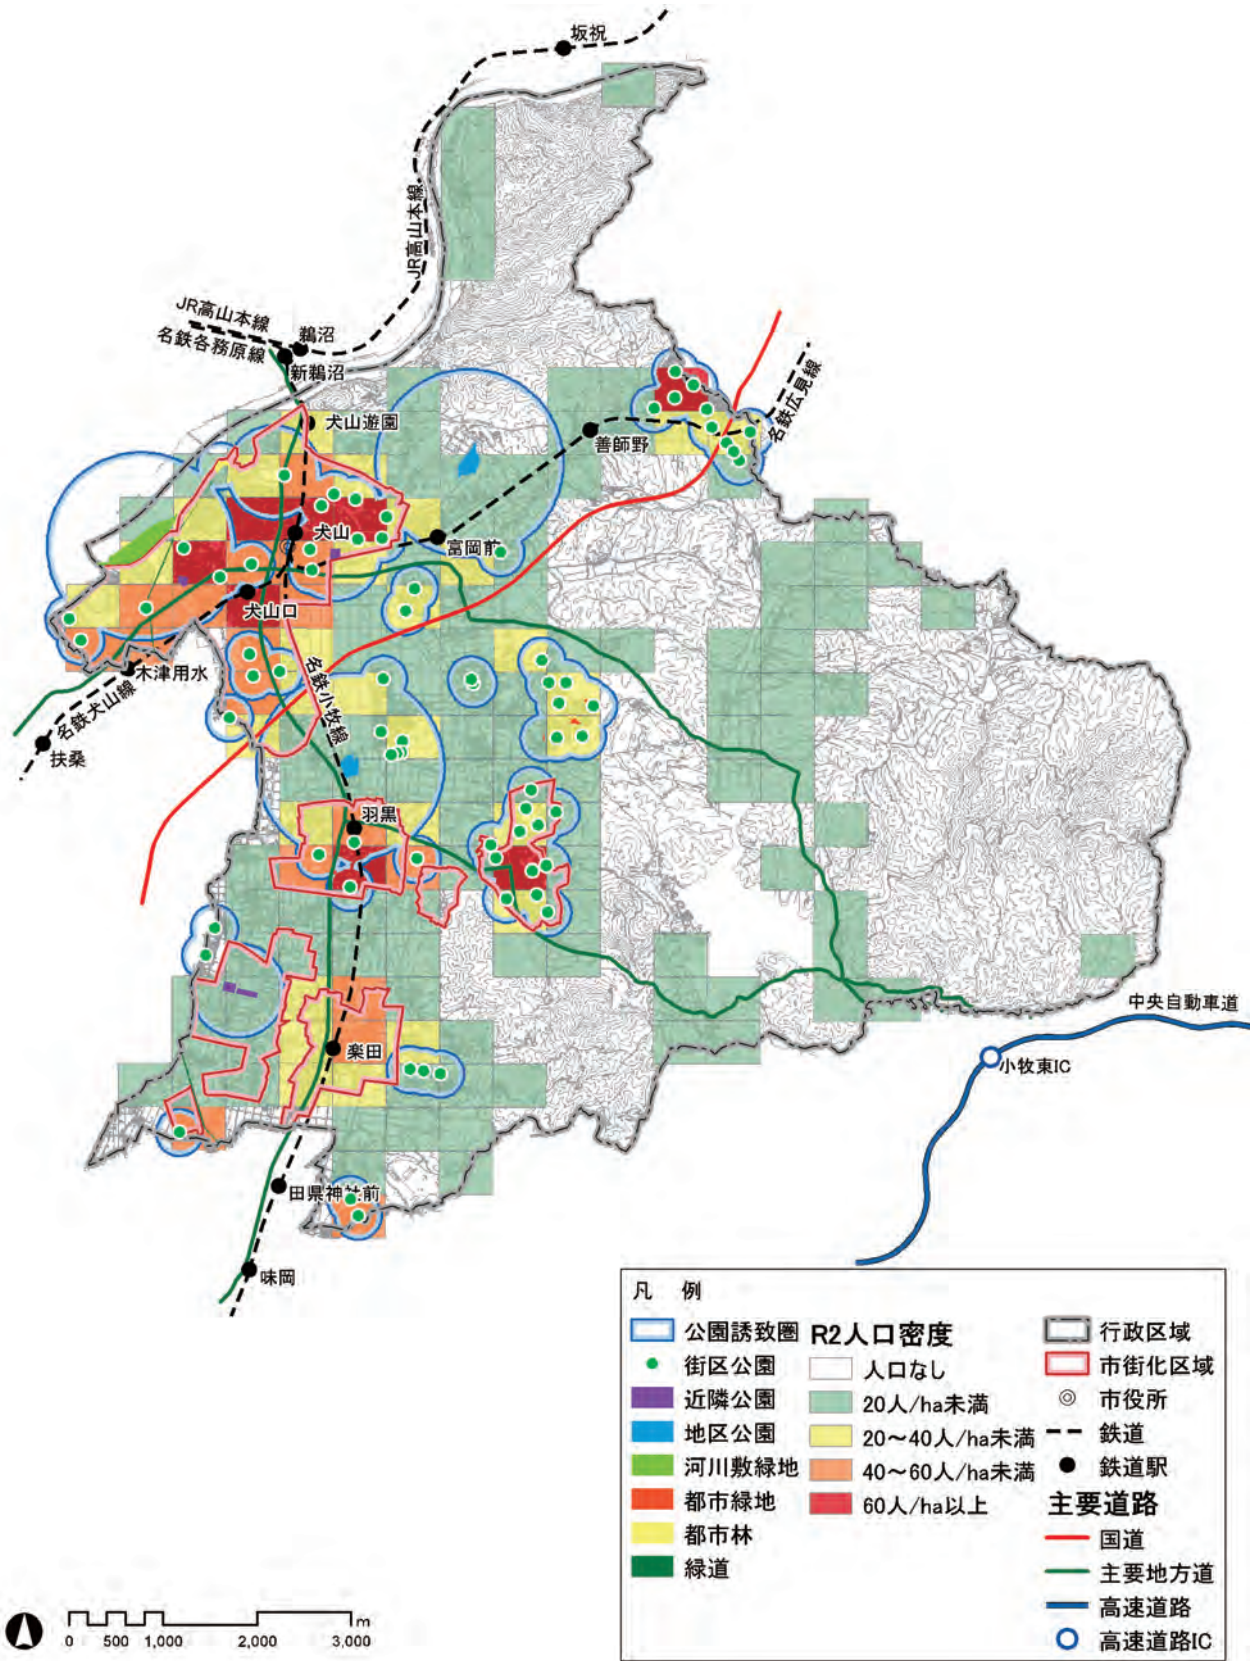 坂祝
JR高山本線
JR高山本線
名鉄各務原線
鵜沼
新鵜沼
犬山遊園
善師野
名鉄広見線
犬山
富岡前
犬山口
木津用水
名鉄犬山線
扶桑
名鉄小牧線
羽黒
楽田
中央自動車道
小牧東IC
田県神社前
味岡
凡 例
公園誘致圏
街区公園
近隣公園
地区公園
河川敷緑地
都市緑地
都市林
緑道
R2人口密度
人口なし
20人/ha未満
20～40人/ha未満
40～60人/ha未満
60人/ha以上
行政区域
市街化区域
市役所
鉄道
鉄道駅
主要道路
国道
主要地方道
高速道路
高速道路IC
0 500 1,000 2,000 3,000 m